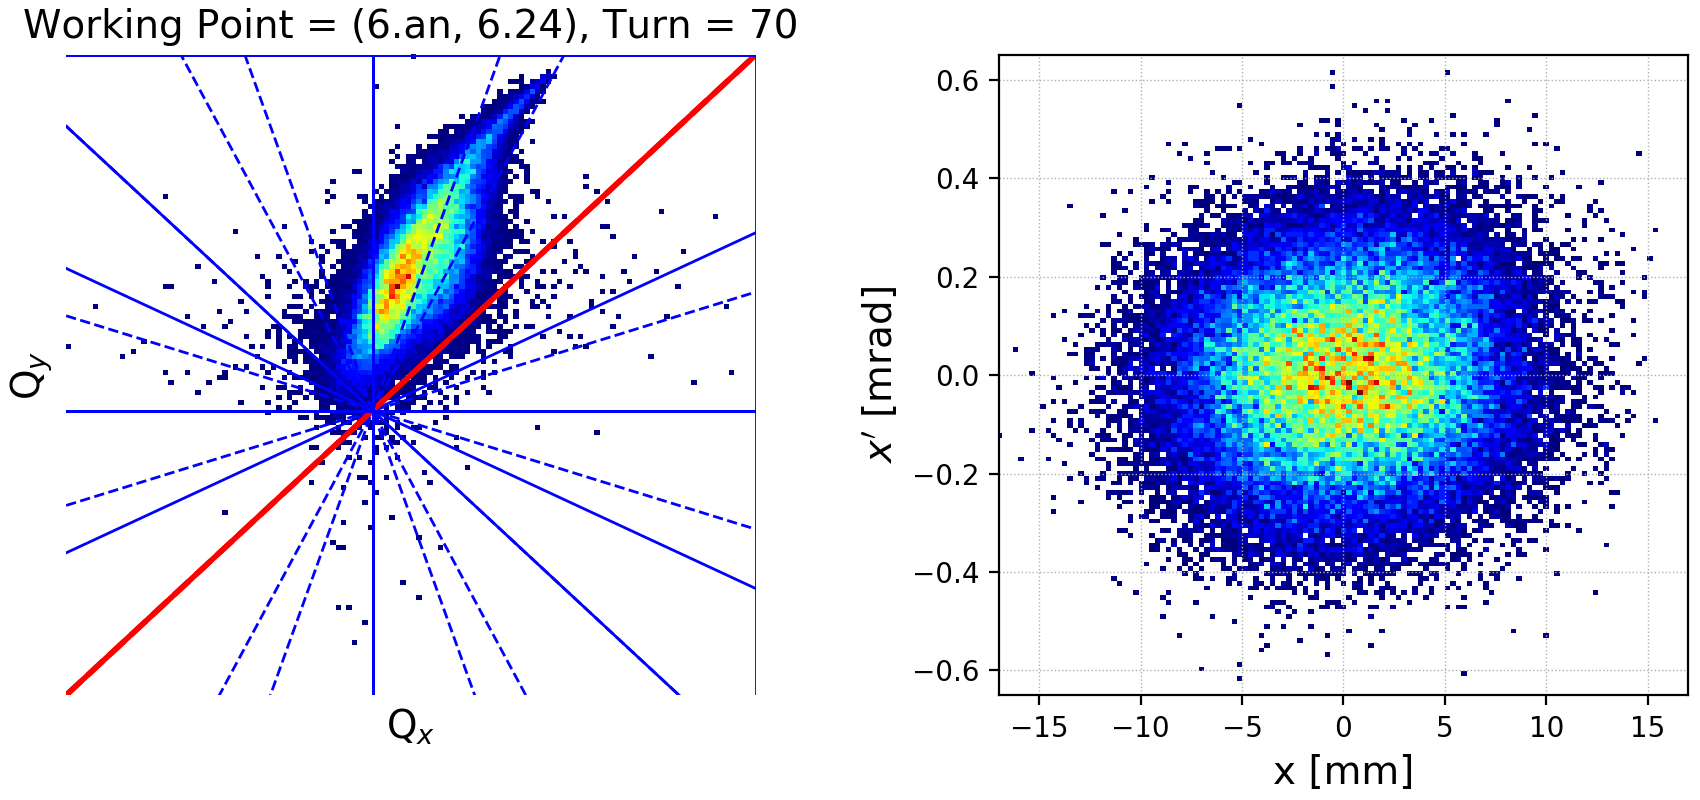 Working Point = (6.an, 6.24), Turn = 70
Qy
Qx
0.6
0.4
0.2
0.0
−0.2
−0.4
−0.6
x′ [mrad]
−15 −10 −5 0 5 10 15
x [mm]